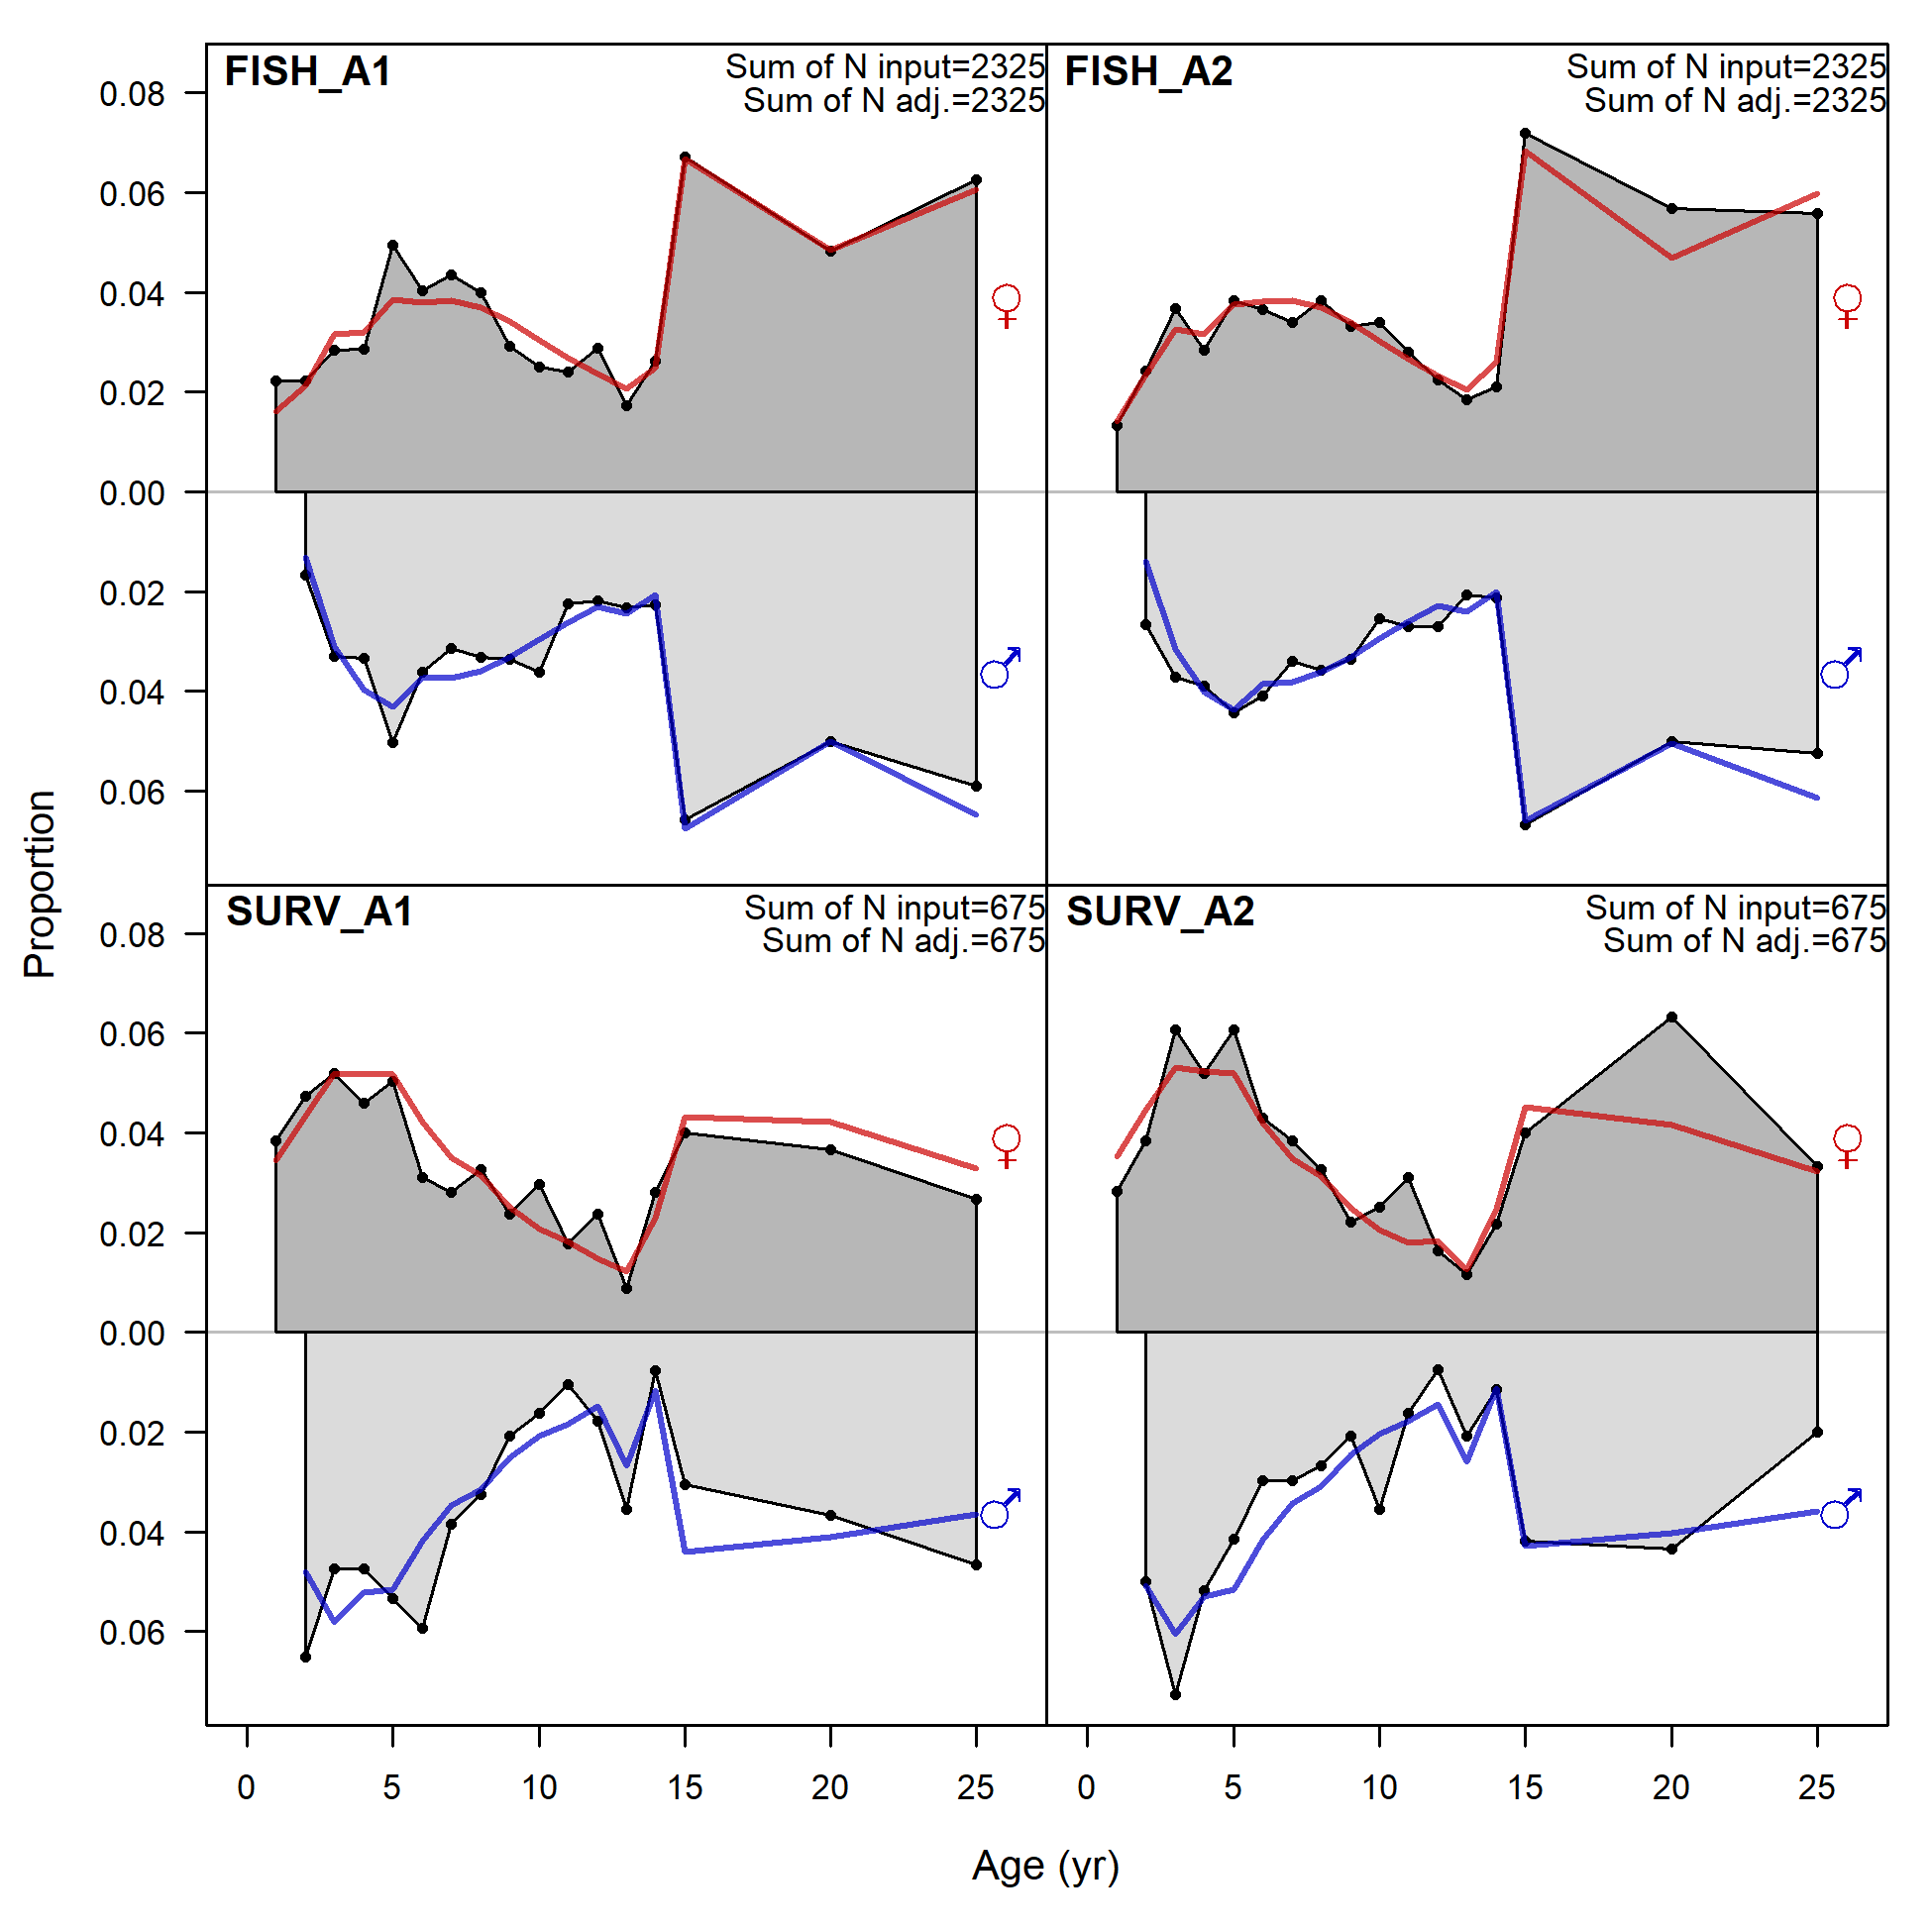 FISH_A1
Sum of N input=2325
Sum of N adj.=2325
FISH_A2
Sum of N input=2325
Sum of N adj.=2325
0.08
0.06
0.04
♀
♀
0.02
0.00
0.02
0.04
♂
♂
0.06
SURV_A1
Sum of N input=675
Sum of N adj.=675
SURV_A2
Sum of N input=675
Sum of N adj.=675
0.08
0.06
0.04
♀
♀
0.02
0.00
0.02
0.04
♂
♂
0.06
Proportion
0 5 10 15 20 25
0 5 10 15 20 25
Age (yr)